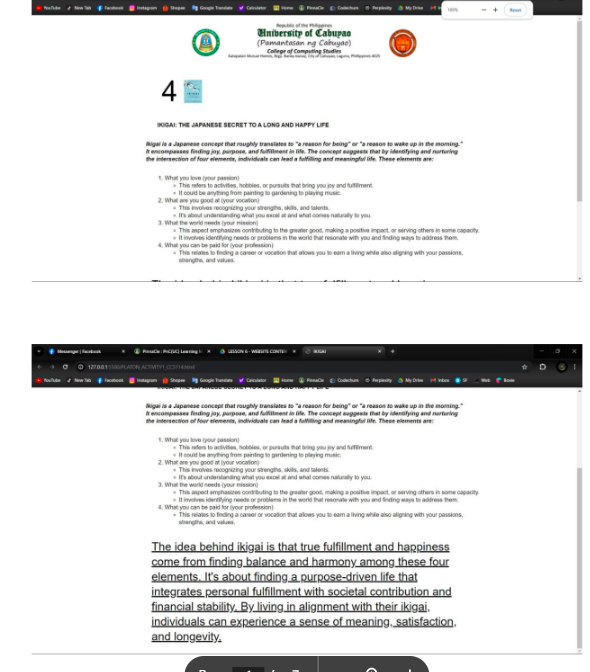 YouTube New Tab Facebook Instagram Shopee Google Translate Calculator Home PinnaCle Codechum Perplexity My Drive
100% Reset
Republic of the Philippines
University of Cabuyao
(Pamantasan ng Cabuyao)
College of Computing Studies
Katapatan Mutual Homes, Brgy. Banay-banay, City of Cabuyao, Laguna, Philippines 4025
4
IKIGAI: THE JAPANESE SECRET TO A LONG AND HAPPY LIFE
Ikigai is a Japanese concept that roughly translates to "a reason for being" or "a reason to wake up in the morning."
It encompasses finding joy, purpose, and fulfillment in life. The concept suggests that by identifying and nurturing
the intersection of four elements, individuals can lead a fulfilling and meaningful life. These elements are:
1. What you love (your passion)
This refers to activities, hobbies, or pursuits that bring you joy and fulfillment.
It could be anything from painting to gardening to playing music.
2. What are you good at (your vocation)
This involves recognizing your strengths, skills, and talents.
It's about understanding what you excel at and what comes naturally to you.
3. What the world needs (your mission)
This aspect emphasizes contributing to the greater good, making a positive impact, or serving others in some capacity.
It involves identifying needs or problems in the world that resonate with you and finding ways to address them.
4. What you can be paid for (your profession)
This relates to finding a career or vocation that allows you to earn a living while also aligning with your passions,
strengths, and values.
Messenger | Facebook PinnaCle : PnC(UC) Learning LESSON 6 - WEBSITE CONTE IKIGAI
YouTube New Tab Facebook Instagram Shopee Google Translate Calculator Home PinnaCle Codechum Perplexity My Drive Inbox SF Web
Ikigai is a Japanese concept that roughly translates to "a reason for being" or "a reason to wake up in the morning."
It encompasses finding joy, purpose, and fulfillment in life. The concept suggests that by identifying and nurturing
the intersection of four elements, individuals can lead a fulfilling and meaningful life. These elements are:
1. What you love (your passion)
This refers to activities, hobbies, or pursuits that bring you joy and fulfillment.
It could be anything from painting to gardening to playing music.
2. What are you good at (your vocation)
This involves recognizing your strengths, skills, and talents.
It's about understanding what you excel at and what comes naturally to you.
3. What the world needs (your mission)
This aspect emphasizes contributing to the greater good, making a positive impact, or serving others in some capacity.
It involves identifying needs or problems in the world that resonate with you and finding ways to address them.
4. What you can be paid for (your profession)
This relates to finding a career or vocation that allows you to earn a living while also aligning with your passions,
strengths, and values.
The idea behind ikigai is that true fulfillment and happiness
come from finding balance and harmony among these four
elements. It's about finding a purpose-driven life that
integrates personal fulfillment with societal contribution and
financial stability. By living in alignment with their ikigai,
individuals can experience a sense of meaning, satisfaction,
and longevity.